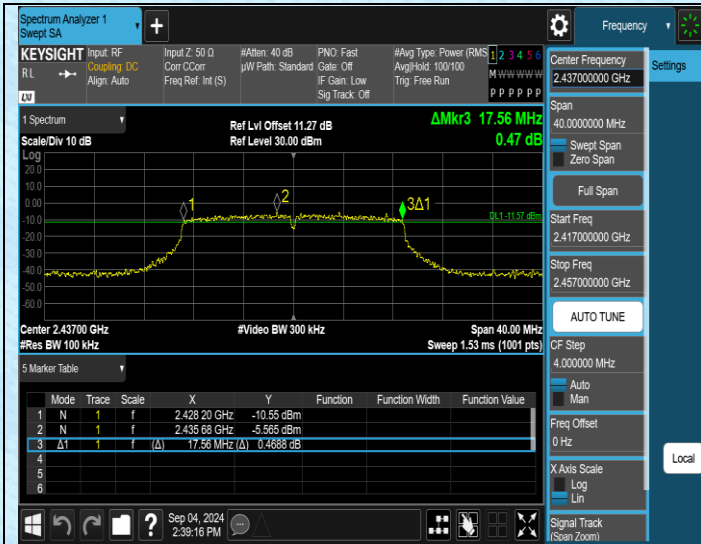 Spectrum Analyzer 1
Swept SA
+
Frequency
KEYSIGHT
RL
LXI
Input: RF
Coupling: DC
Align: Auto
Input Z: 50 Ω
Corr CCorr
Freq Ref: Int (S)
#Atten: 40 dB
µW Path: Standard
PNO: Fast
Gate: Off
IF Gain: Low
Sig Track: Off
#Avg Type: Power (RMS
Avg|Hold: 100/100
Trig: Free Run
1 2 3 4 5 6
M W W W W W
P P P P P P
1 Spectrum
Scale/Div 10 dB
Ref Lvl Offset 11.27 dB
Ref Level 30.00 dBm
ΔMkr3 17.56 MHz
0.47 dB
Log
20.0
10.0
0.00
-10.0
-20.0
-30.0
-40.0
-50.0
-60.0
1
2
3Δ1
DL1 -11.57 dBm
Center 2.43700 GHz
#Res BW 100 kHz
#Video BW 300 kHz
Span 40.00 MHz
Sweep 1.53 ms (1001 pts)
5 Marker Table
Mode Trace Scale X Y Function Function Width Function Value
1 N 1 f 2.428 20 GHz -10.55 dBm
2 N 1 f 2.435 68 GHz -5.565 dBm
3 Δ1 1 f (Δ) 17.56 MHz (Δ) 0.4688 dB
4
5
6
?
Sep 04, 2024
2:39:16 PM
Center Frequency
2.437000000 GHz
Span
40.0000000 MHz
Swept Span
Zero Span
Full Span
Start Freq
2.417000000 GHz
Stop Freq
2.457000000 GHz
AUTO TUNE
CF Step
4.000000 MHz
Auto
Man
Freq Offset
0 Hz
X Axis Scale
Log
Lin
Signal Track
(Span Zoom)
Settings
Local